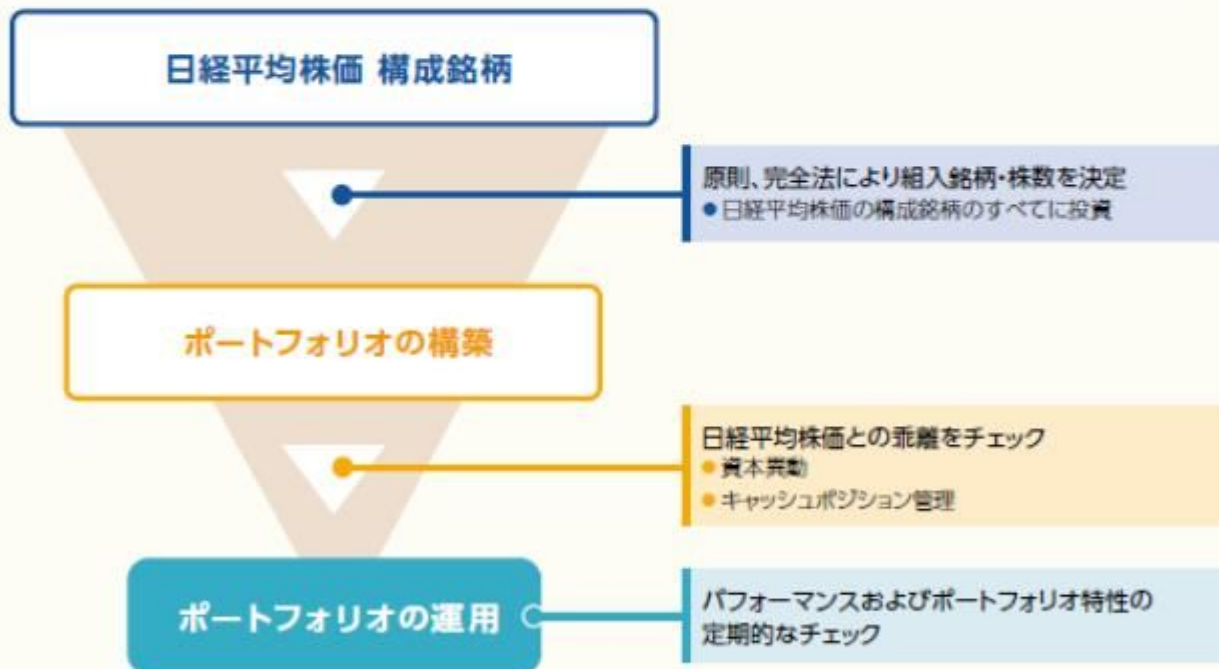 日経平均株価 構成銘柄
原則、完全法により組入銘柄・株数を決定
● 日経平均株価の構成銘柄のすべてに投資
ポートフォリオの構築
日経平均株価との乖離をチェック
● 資本異動
● キャッシュポジション管理
ポートフォリオの運用
パフォーマンスおよびポートフォリオ特性の
定期的なチェック